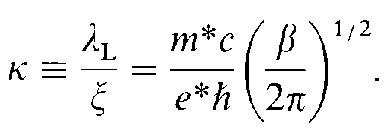 κ ≡ λ_L / ξ = m*c / e*ħ (β / 2π)^{1/2}.